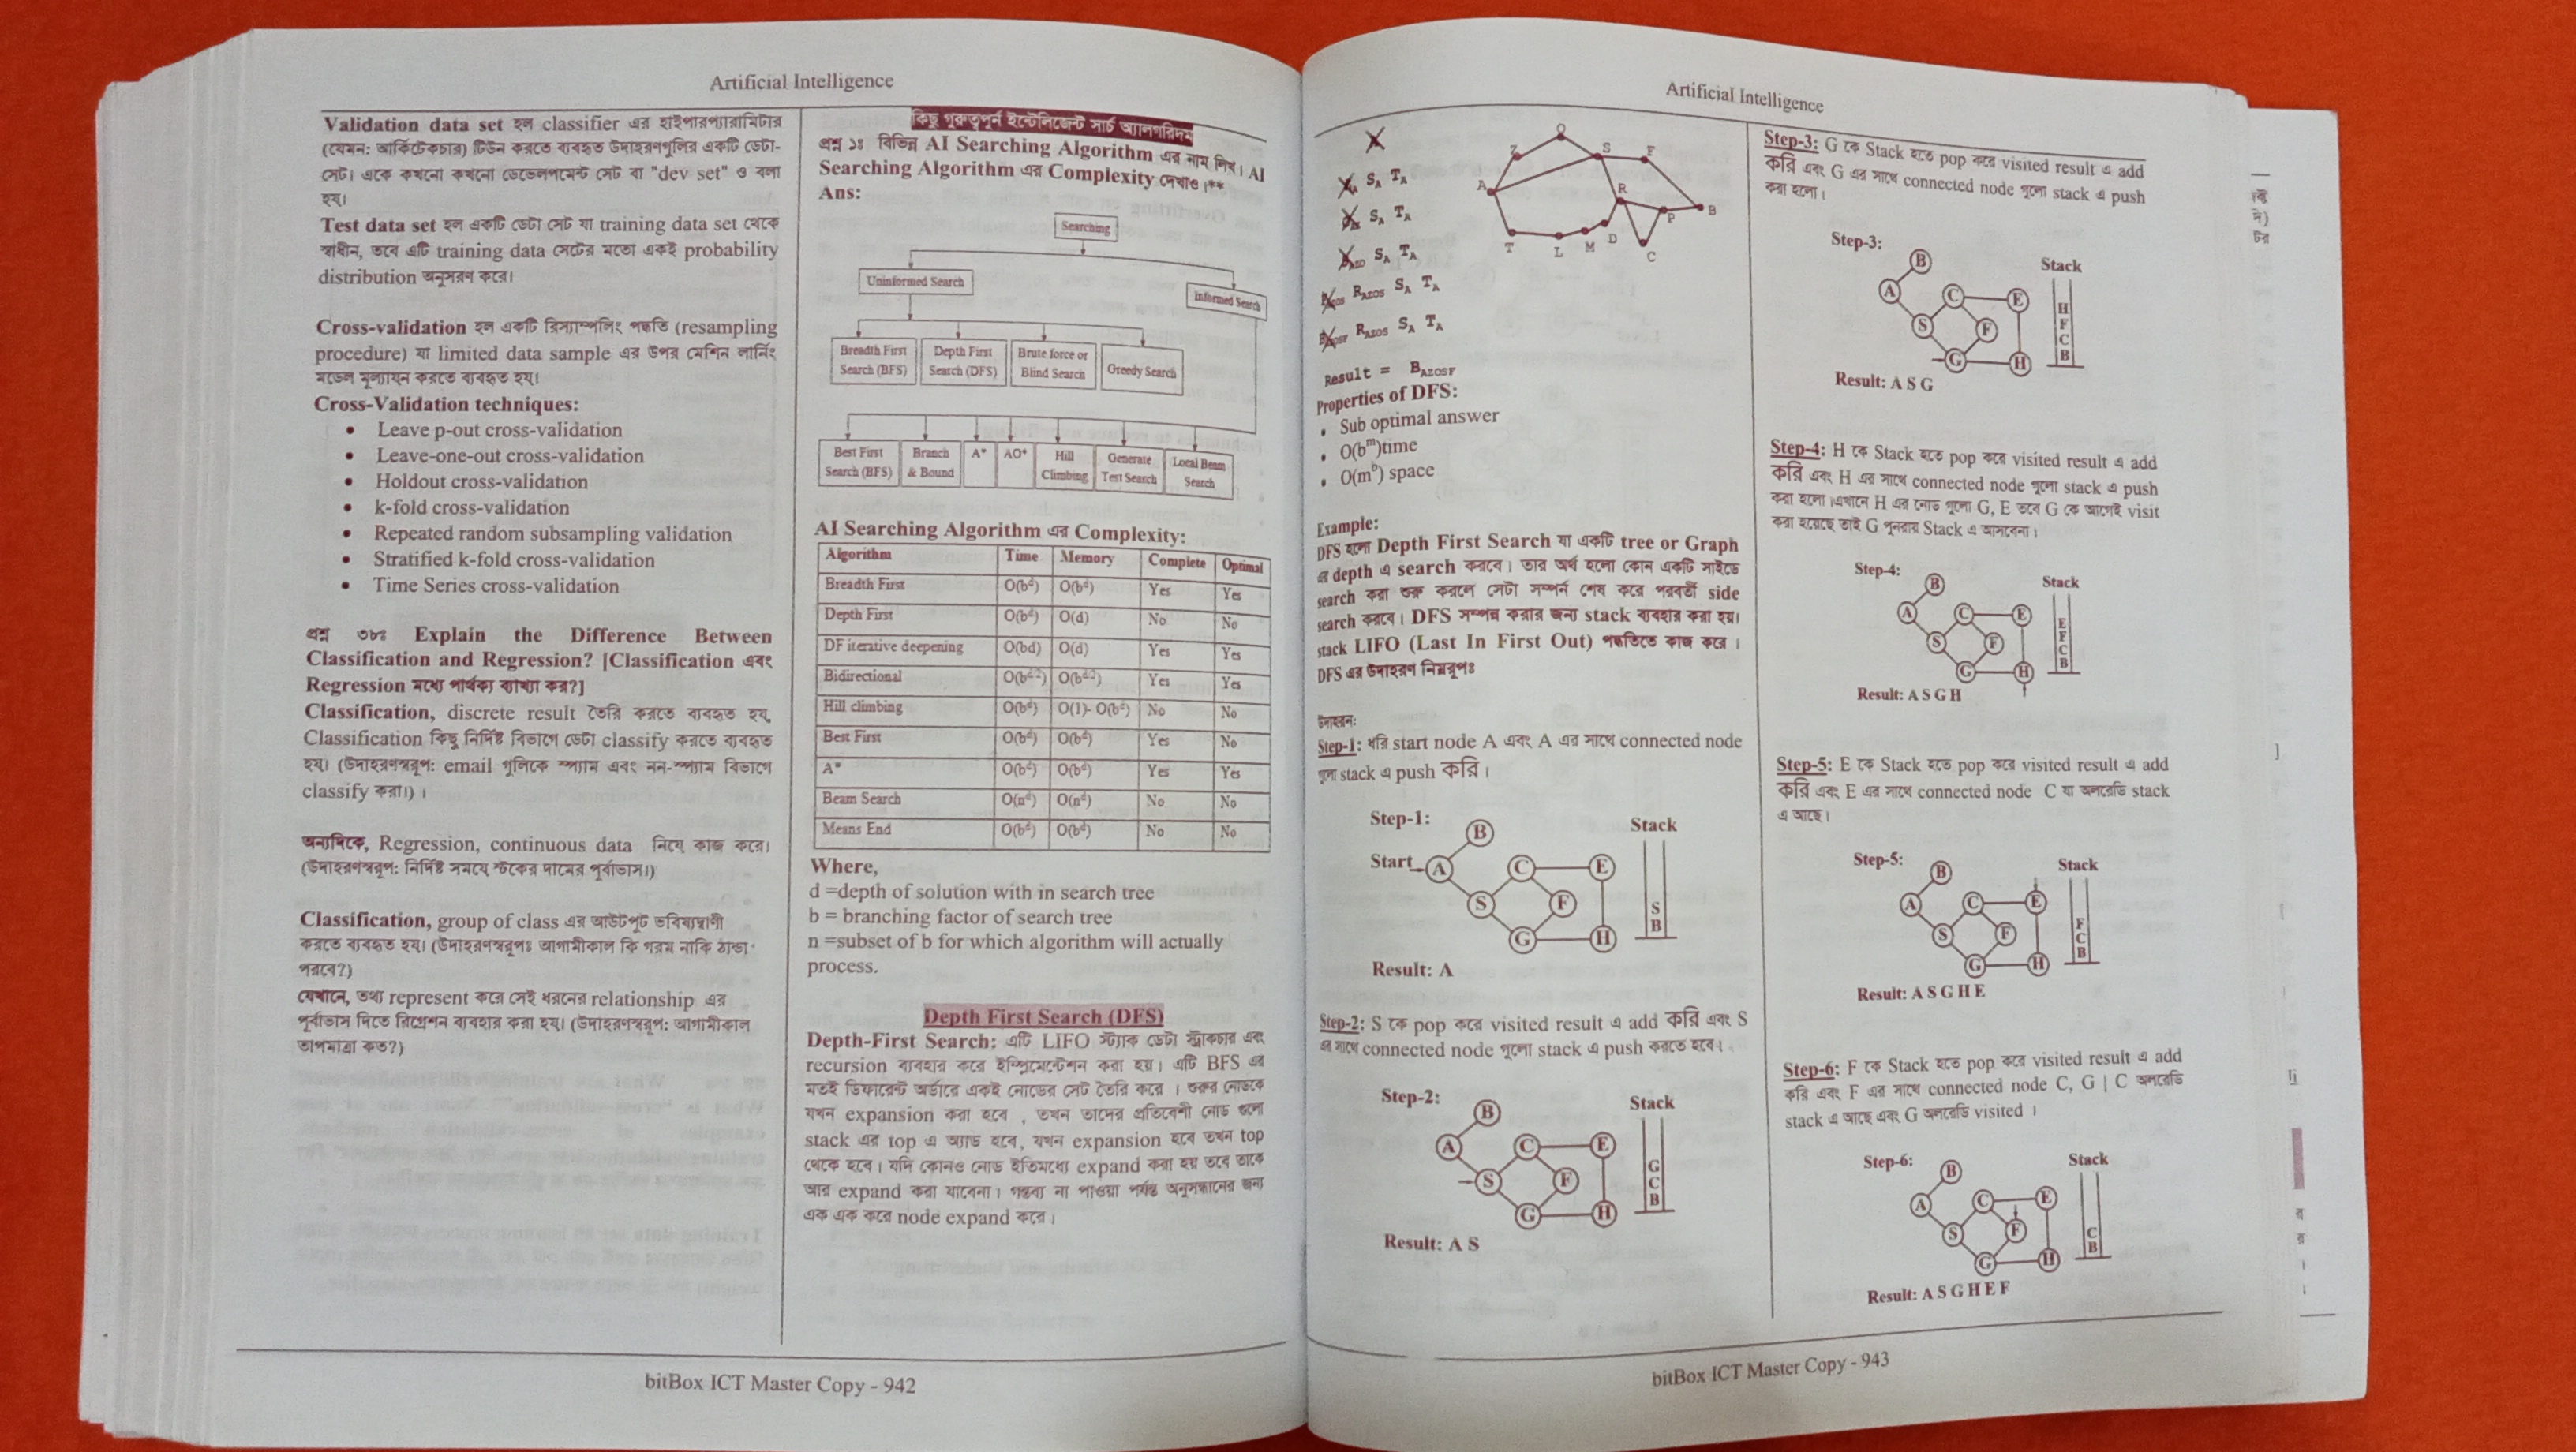 Artificial Intelligence
Validation data set হল classifier এর হাইপারপ্যারামিটার
(যেমন: আর্কিটেকচার) টিউন করতে ব্যবহৃত উদাহরণগুলির একটি ডেটা-
সেট। একে কখনো কখনো ডেভেলপমেন্ট সেট বা "dev set" ও বলা
হয়।
Test data set হল একটি ডেটা সেট যা training data set থেকে
স্বাধীন, তবে এটি training data সেটের মতো একই probability
distribution অনুসরণ করে।
Cross-validation হল একটি রিস্যাম্পলিং পদ্ধতি (resampling
procedure) যা limited data sample এর উপর মেশিন লার্নিং
মডেল মূল্যায়ন করতে ব্যবহৃত হয়।
Cross-Validation techniques:
• Leave p-out cross-validation
• Leave-one-out cross-validation
• Holdout cross-validation
• k-fold cross-validation
• Repeated random subsampling validation
• Stratified k-fold cross-validation
• Time Series cross-validation
প্রশ্ন ৩৮ঃ Explain the Difference Between
Classification and Regression? [Classification এবং
Regression মধ্যে পার্থক্য ব্যাখ্যা কর?]
Classification, discrete result তৈরি করতে ব্যবহৃত হয়,
Classification কিছু নির্দিষ্ট বিভাগে ডেটা classify করতে ব্যবহৃত
হয়। (উদাহরণস্বরূপ: email গুলিকে স্প্যাম এবং নন-স্প্যাম বিভাগে
classify করা।) ।
অন্যদিকে, Regression, continuous data নিয়ে কাজ করে।
(উদাহরণস্বরূপ: নির্দিষ্ট সময়ে স্টকের দামের পূর্বাভাস।)
Classification, group of class এর আউটপুট ভবিষ্যদ্বাণী
করতে ব্যবহৃত হয়। (উদাহরণস্বরূপঃ আগামীকাল কি গরম নাকি ঠান্ডা
পরবে?)
যেখানে, তথ্য represent করে সেই ধরনের relationship এর
পূর্বাভাস দিতে রিগ্রেশন ব্যবহার করা হয়। (উদাহরণস্বরূপ: আগামীকাল
তাপমাত্রা কত?)
কিছু গুরুত্বপুর্ন ইন্টেলিজেন্ট সার্চ অ্যালগরিদম
প্রশ্ন ১ঃ বিভিন্ন AI Searching Algorithm এর নাম লিখ। AI
Searching Algorithm এর Complexity দেখাও।**
Ans:
Searching
Uninformed Search
Informed Search
Breadth First Search (BFS)
Depth First Search (DFS)
Brute force or Blind Search
Greedy Search
Best First Search (BFS)
Branch & Bound
A*
AO*
Hill Climbing
Generate Test Search
Local Beam Search
AI Searching Algorithm এর Complexity:
Algorithm Time Memory Complete Optimal
Breadth First O(b^d) O(b^d) Yes Yes
Depth First O(b^d) O(d) No No
DF iterative deepening O(bd) O(d) Yes Yes
Bidirectional Yes Yes
Hill climbing O(b^d) O(1)- O(b^d) No No
Best First O(b^d) O(b^d) Yes No
A* O(b^d) O(b^d) Yes Yes
Beam Search O(n^d) O(n^d) No No
Means End O(b^d) O(b^d) No No
Where,
d =depth of solution with in search tree
b = branching factor of search tree
n =subset of b for which algorithm will actually
process.
Depth First Search (DFS)
Depth-First Search: এটি LIFO স্ট্যাক ডেটা স্ট্রাকচার এবং
recursion ব্যবহার করে ইম্প্লিমেন্টেশন করা হয়। এটি BFS এর
মতই ডিফারেন্ট অর্ডারে একই নোডের সেট তৈরি করে । শুরুর নোডকে
যখন expansion করা হবে , তখন তাদের প্রতিবেশী নোড গুলো
stack এর top এ অ্যাড হবে, যখন expansion হবে তখন top
থেকে হবে। যদি কোনও নোড ইতিমধ্যে expand করা হয় তবে তাকে
আর expand করা যাবেনা। গন্তব্য না পাওয়া পর্যন্ত অনুসন্ধানের জন্য
এক এক করে node expand করে।
bitBox ICT Master Copy - 942
Artificial Intelligence
S_A T_A
S_A T_A
S_A T_A
R_AZOS S_A T_A
R_AZOS S_A T_A
A Z O S F R B P C D M L T
Result = B_AZOSF
Properties of DFS:
• Sub optimal answer
• O(b^m)time
• O(m^b) space
Example:
DFS হলো Depth First Search যা একটি tree or Graph
এর depth এ search করবে। তার অর্থ হলো কোন একটি সাইডে
search করা শুরু করলে সেটা সম্পর্ন শেষ করে পরবর্তী side
search করবে। DFS সম্পন্ন করার জন্য stack ব্যবহার করা হয়।
stack LIFO (Last In First Out) পদ্ধতিতে কাজ করে ।
DFS এর উদাহরণ নিম্নরূপঃ
উদাহরন:
Step-1: ধরি start node A এবং A এর সাথে connected node
গুলো stack এ push করি।
Step-1:
Stack
Start
A B S C F E G H
S
B
Result: A
Step-2: S কে pop করে visited result এ add করি এবং S
এর সাথে connected node গুলো stack এ push করতে হবে।
Step-2:
Stack
A B S C F E G H
G
C
B
Result: A S
Step-3: G কে Stack হতে pop করে visited result এ add
করি এবং G এর সাথে connected node গুলো stack এ push
করা হলো।
Step-3:
Stack
A B S C F E G H
H
F
C
B
Result: A S G
Step-4: H কে Stack হতে pop করে visited result এ add
করি এবং H এর সাথে connected node গুলো stack এ push
করা হলো।এখানে H এর নোড গুলো G, E তবে G কে আগেই visit
করা হয়েছে তাই G পূনরায় Stack এ আসবেনা।
Step-4:
Stack
A B S C F E G H
E
F
C
B
Result: A S G H
Step-5: E কে Stack হতে pop করে visited result এ add
করি এবং E এর সাথে connected node C যা অলরেডি stack
এ আছে।
Step-5:
Stack
A B S C F E G H
F
C
B
Result: A S G H E
Step-6: F কে Stack হতে pop করে visited result এ add
করি এবং F এর সাথে connected node C, G | C অলরেডি
stack এ আছে এবং G অলরেডি visited ।
Step-6:
Stack
A B S C F E G H
C
B
Result: A S G H E F
bitBox ICT Master Copy - 943